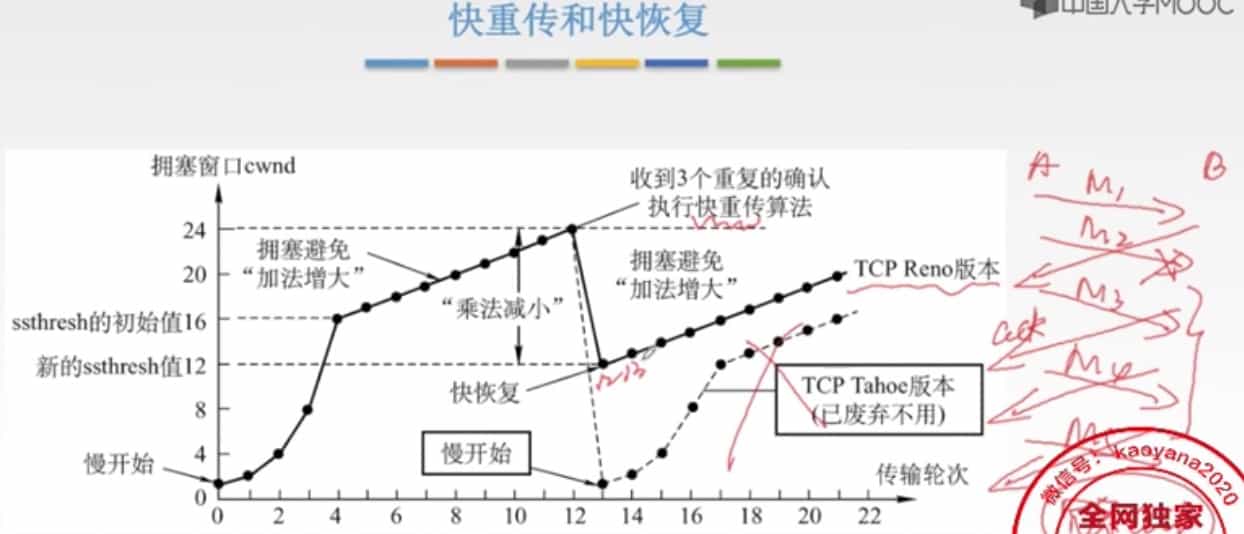 快重传和快恢复
中国大学MOOC
拥塞窗口cwnd
收到3个重复的确认
执行快重传算法
24
拥塞避免
“加法增大”
拥塞避免
“加法增大”
20
TCP Reno版本
“乘法减小”
ssthresh的初始值16
新的ssthresh值12
快恢复
12 13
TCP Tahoe版本
(已废弃不用)
8
慢开始
4
慢开始
传输轮次
0
0 2 4 6 8 10 12 14 16 18 20 22
A B
M1
M2
M3
ack
M4
微信号：kaoyana2020
全网独家